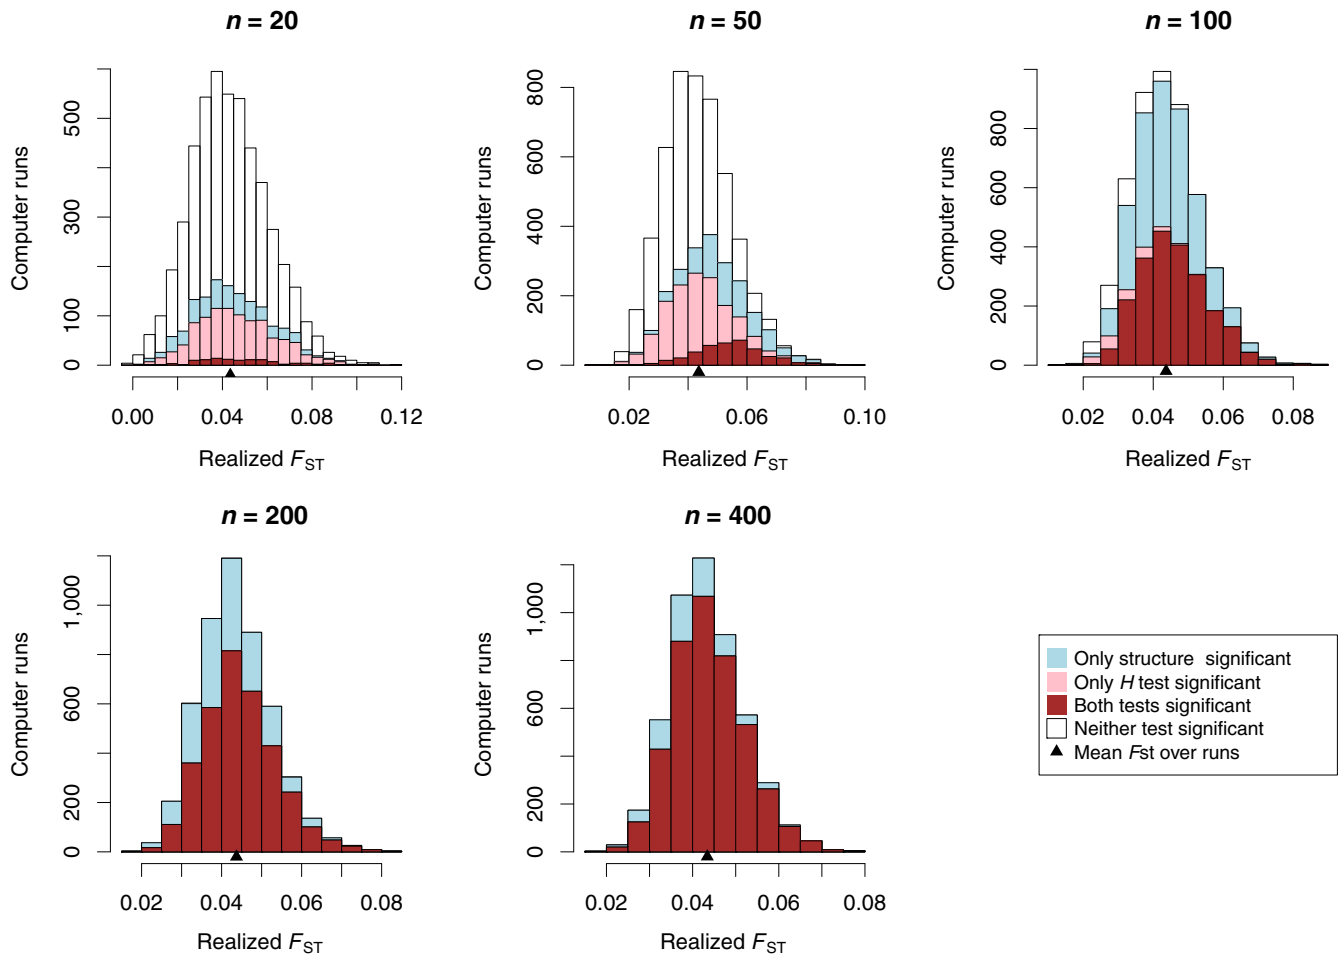 n = 20
n = 50
n = 100
Computer runs
0
100
300
500
0.00
0.04
0.08
0.12
Realized FST
Computer runs
0
200
400
600
800
0.02
0.06
0.10
Realized FST
Computer runs
0
200
400
600
800
0.02
0.04
0.06
0.08
Realized FST
n = 200
n = 400
Computer runs
0
200
600
1,000
0.02
0.04
0.06
0.08
Realized FST
Computer runs
0
200
600
1,000
0.02
0.04
0.06
0.08
Realized FST
Only structure significant
Only H test significant
Both tests significant
Neither test significant
Mean Fst over runs